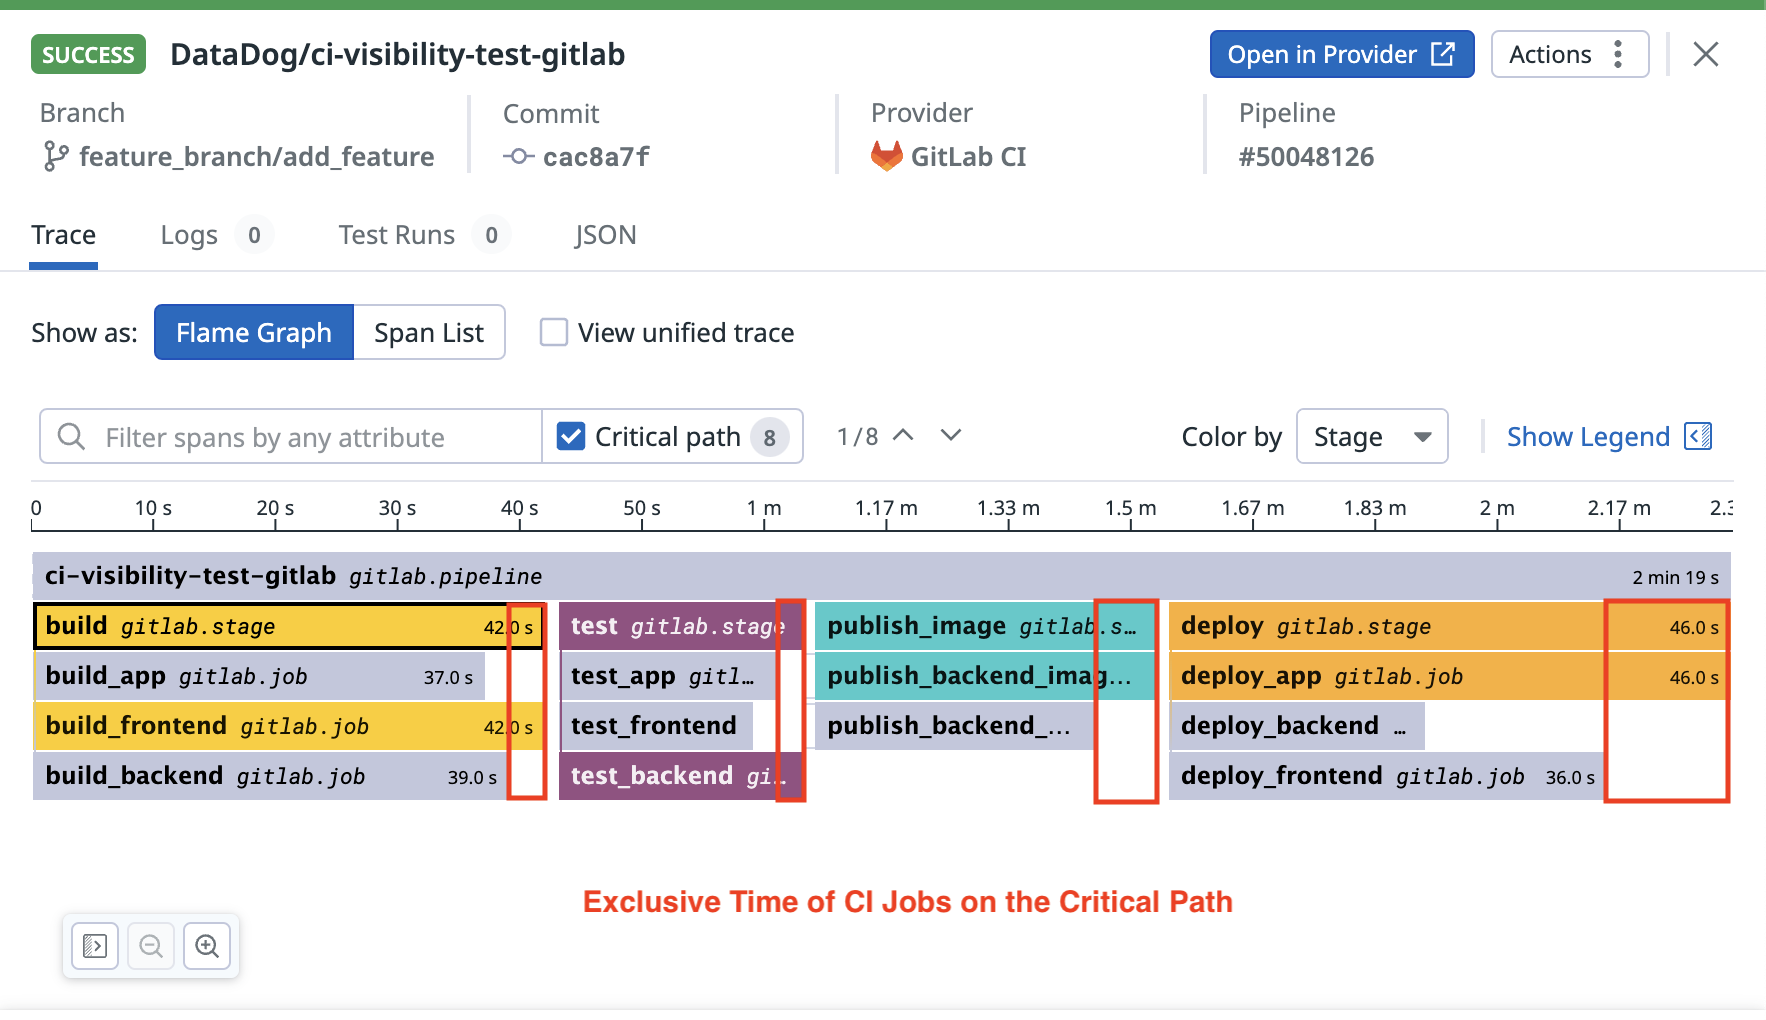 SUCCESS DataDog/ci-visibility-test-gitlab Open in Provider Actions
Branch Commit Provider Pipeline
feature_branch/add_feature cac8a7f GitLab CI #50048126
Trace Logs 0 Test Runs 0 JSON
Show as: Flame Graph Span List View unified trace
Filter spans by any attribute Critical path 8 1/8 Color by Stage Show Legend
0 10 s 20 s 30 s 40 s 50 s 1 m 1.17 m 1.33 m 1.5 m 1.67 m 1.83 m 2 m 2.17 m 2.3
ci-visibility-test-gitlab gitlab.pipeline 2 min 19 s
build gitlab.stage 42.0 s test gitlab.stage publish_image gitlab.s… deploy gitlab.stage 46.0 s
build_app gitlab.job 37.0 s test_app gitl… publish_backend_imag… deploy_app gitlab.job 46.0 s
build_frontend gitlab.job 42.0 s test_frontend publish_backend_… deploy_backend …
build_backend gitlab.job 39.0 s test_backend gi… deploy_frontend gitlab.job 36.0 s
Exclusive Time of CI Jobs on the Critical Path